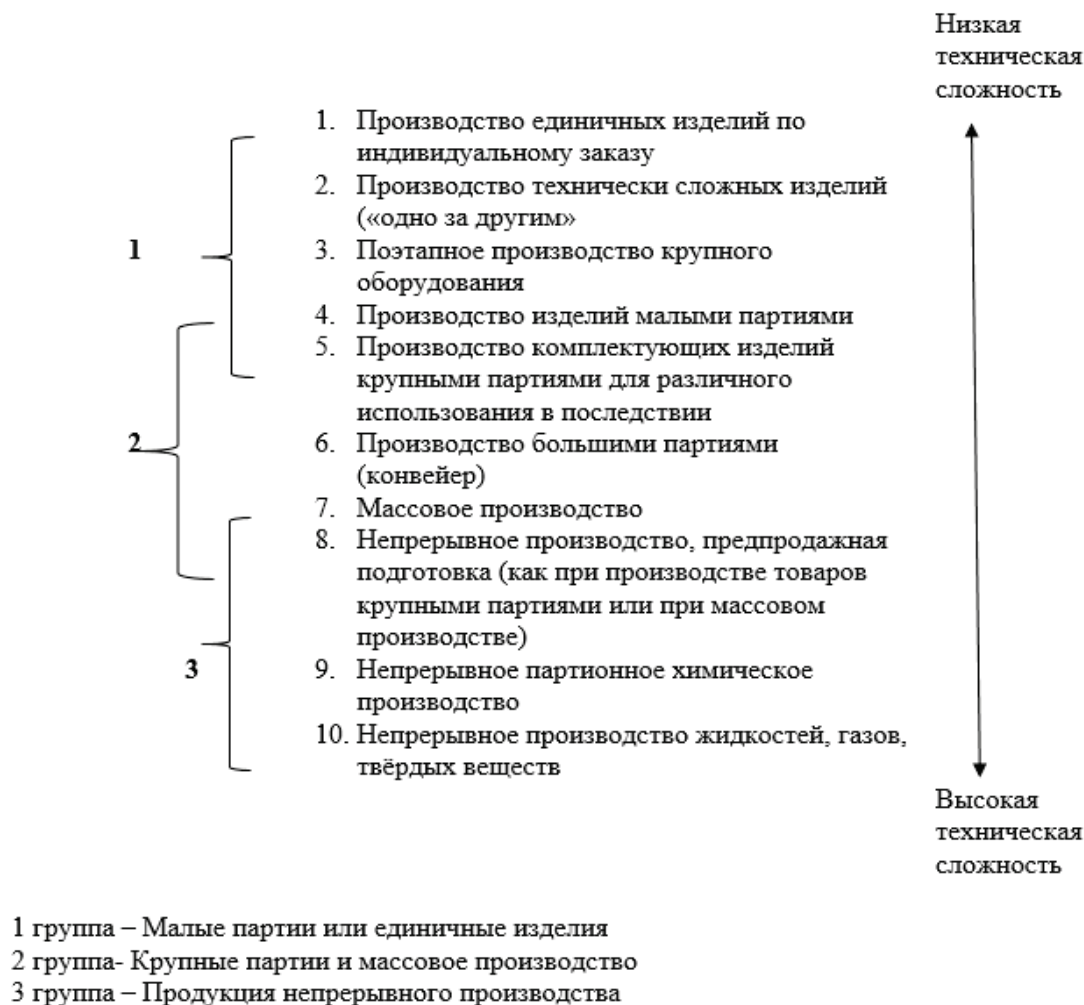 Низкая
техническая
сложность
1. Производство единичных изделий по
индивидуальному заказу
2. Производство технически сложных изделий
(«одно за другим»
1
3. Поэтапное производство крупного
оборудования
4. Производство изделий малыми партиями
5. Производство комплектующих изделий
крупными партиями для различного
использования в последствии
2
6. Производство большими партиями
(конвейер)
7. Массовое производство
8. Непрерывное производство, предпродажная
подготовка (как при производстве товаров
крупными партиями или при массовом
производстве)
3
9. Непрерывное партионное химическое
производство
10. Непрерывное производство жидкостей, газов,
твёрдых веществ
Высокая
техническая
сложность
1 группа – Малые партии или единичные изделия
2 группа- Крупные партии и массовое производство
3 группа – Продукция непрерывного производства